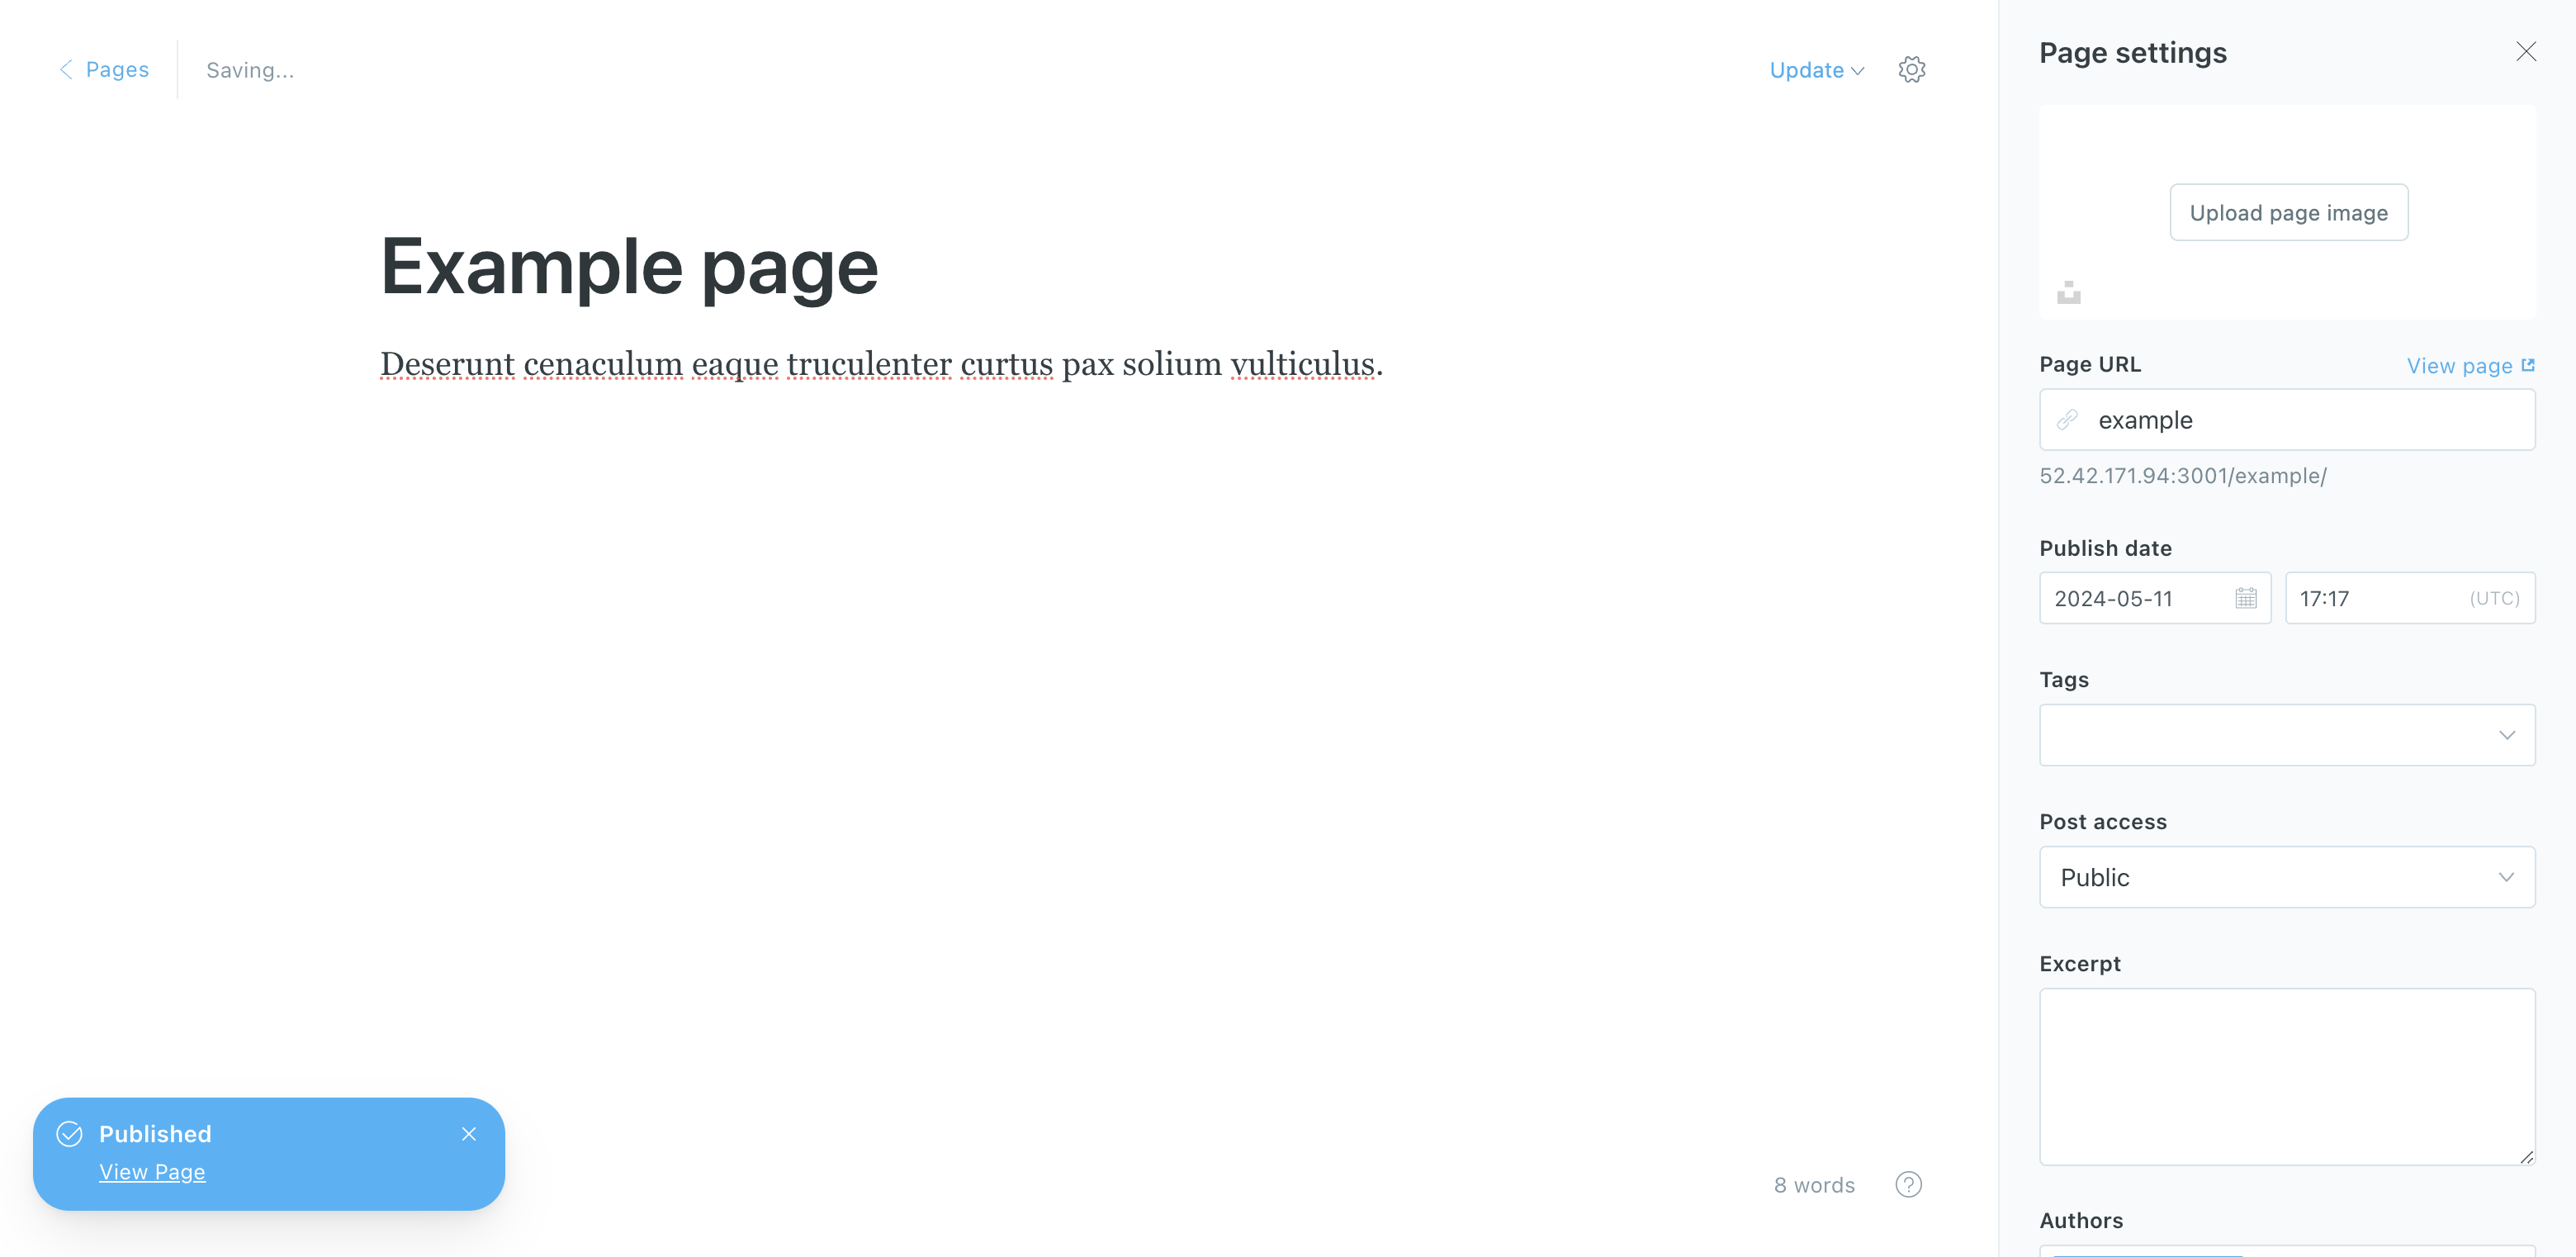 Pages
Saving...
Update
Example page
Deserunt cenaculum eaque truculenter curtus pax solium vulticulus.
Published
View Page
8 words
?
Page settings
Upload page image
Page URL
View page
example
52.42.171.94:3001/example/
Publish date
2024-05-11
17:17 (UTC)
Tags
Post access
Public
Excerpt
Authors